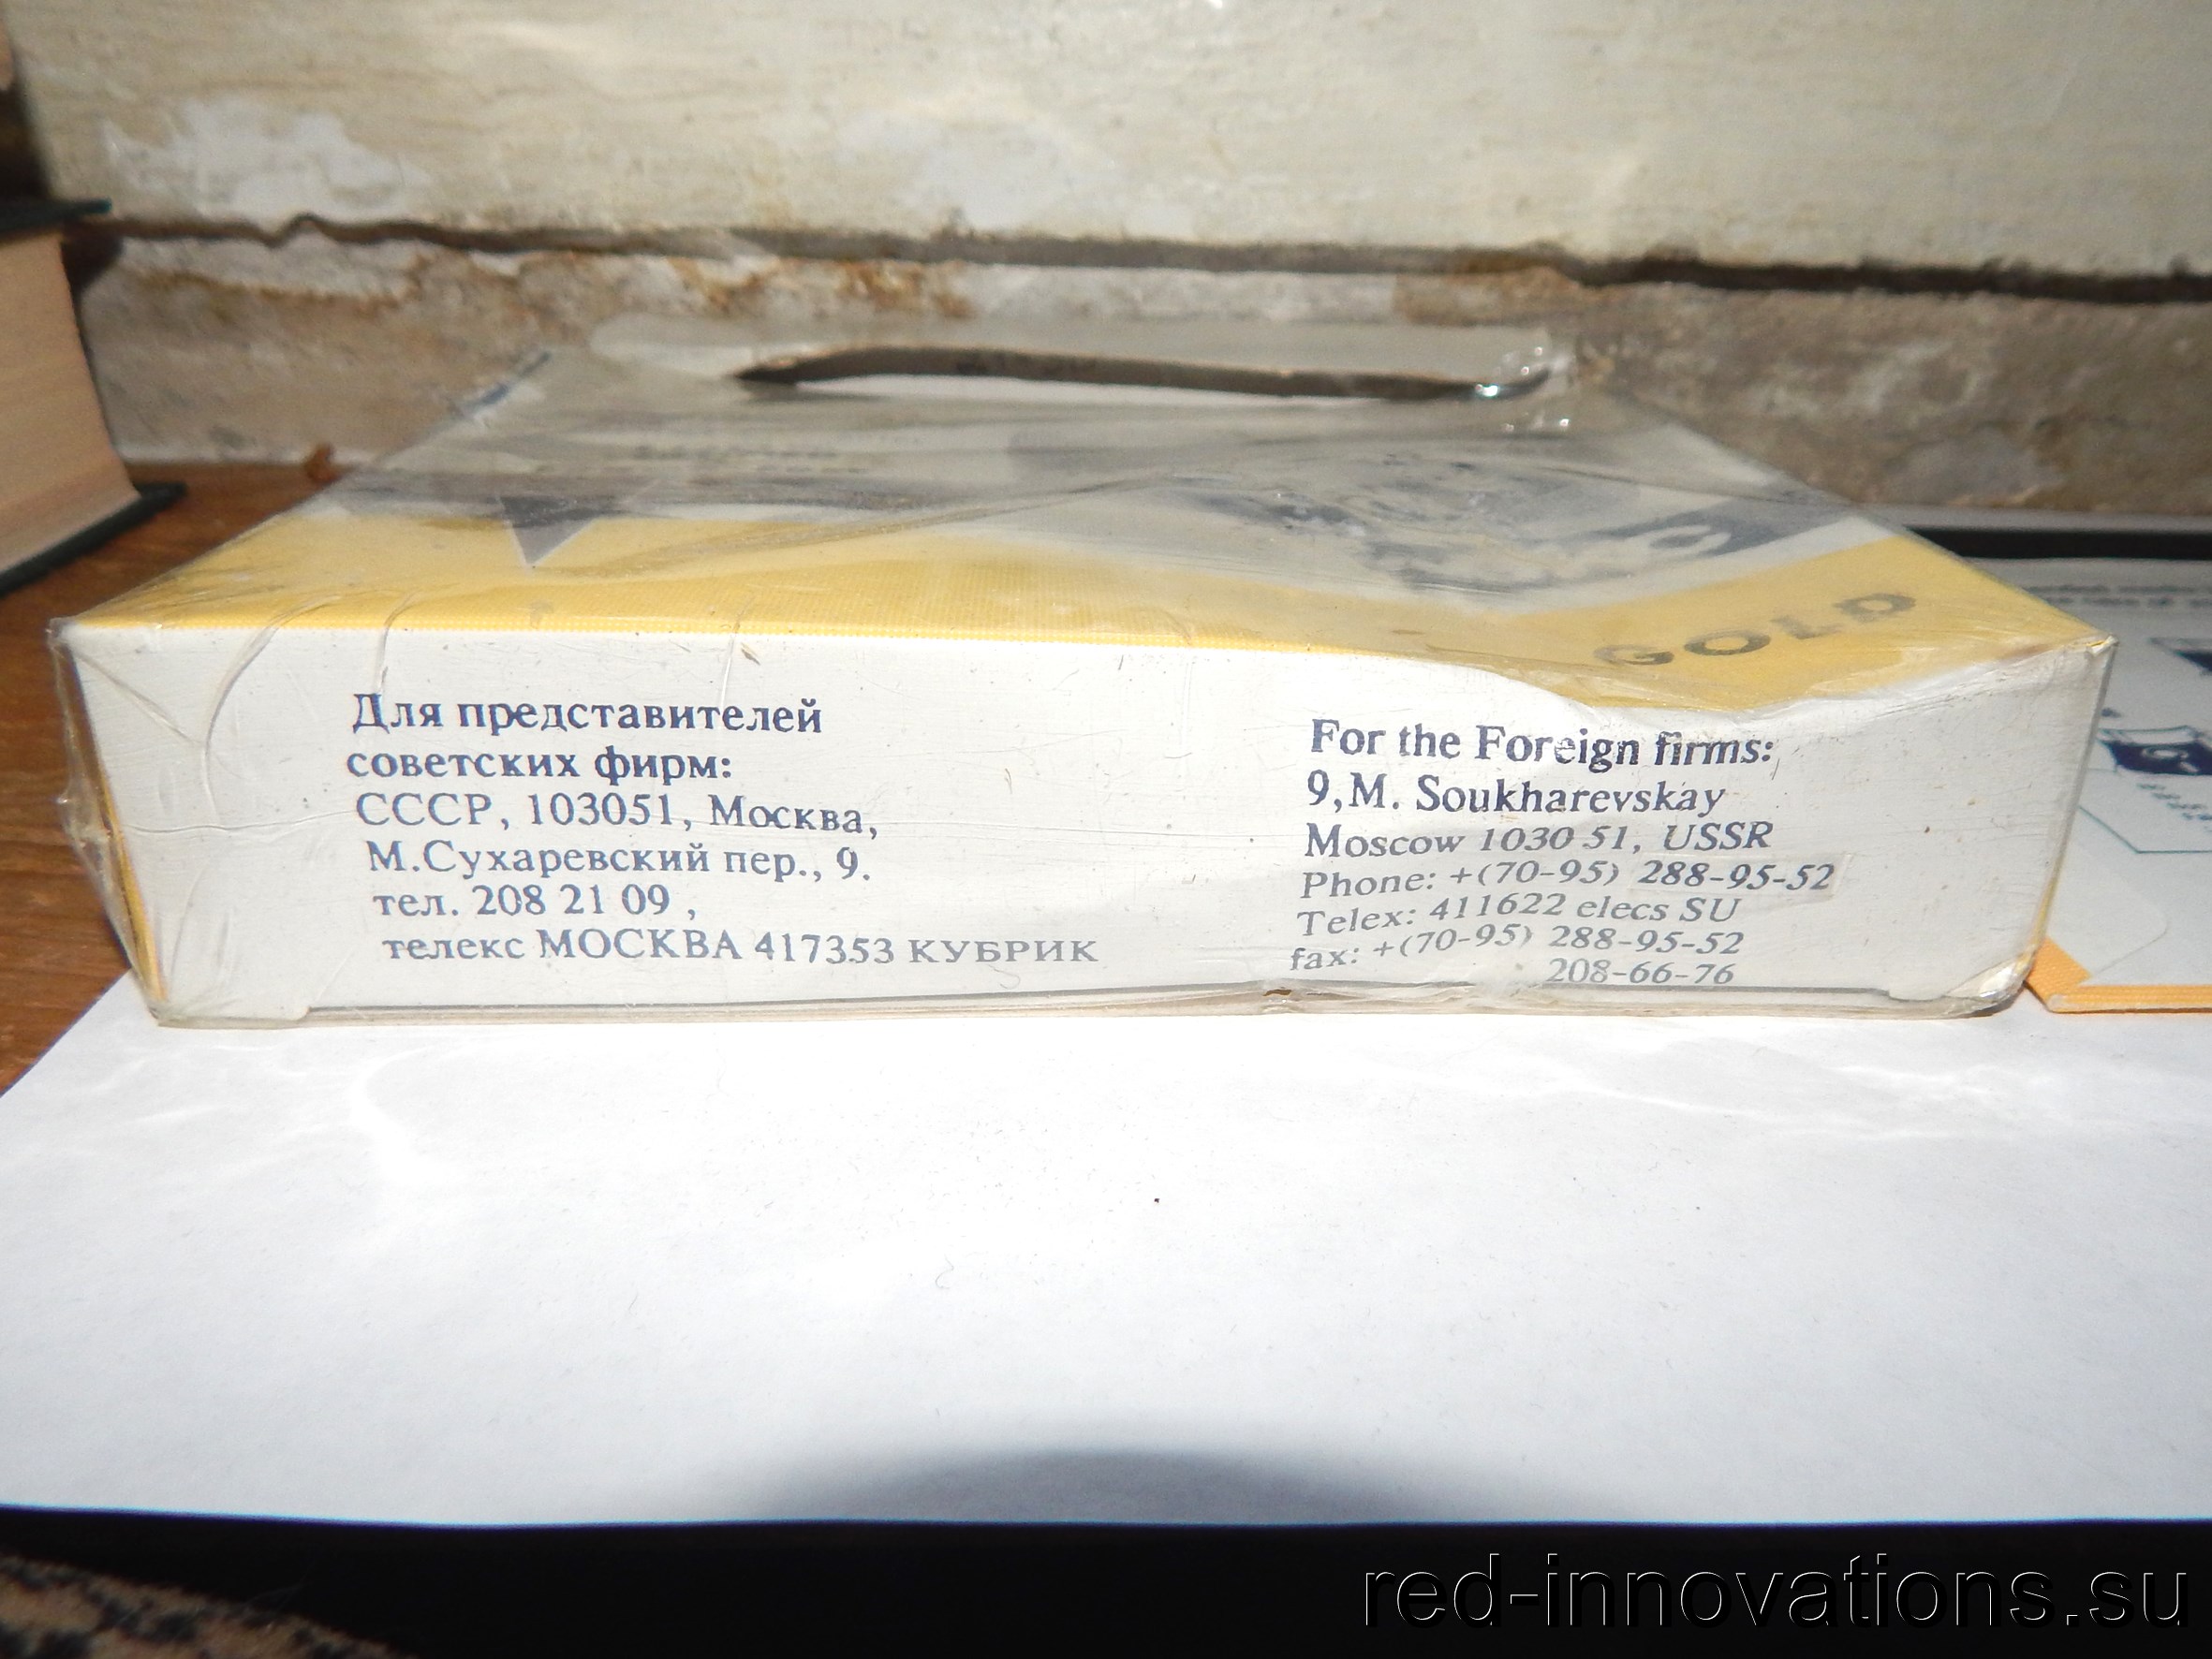 GOLD
Для представителей
советских фирм:
СССР, 103051, Москва,
М.Сухаревский пер., 9.
тел. 208 21 09 ,
телекс МОСКВА 417353 КУБРИК
For the Foreign firms:
9,M. Soukharevskay
Moscow 1030 51, USSR
Phone: +(70-95) 288-95-52
Telex: 411622 elecs SU
fax: +(70-95) 288-95-52
208-66-76
red-innovations.su